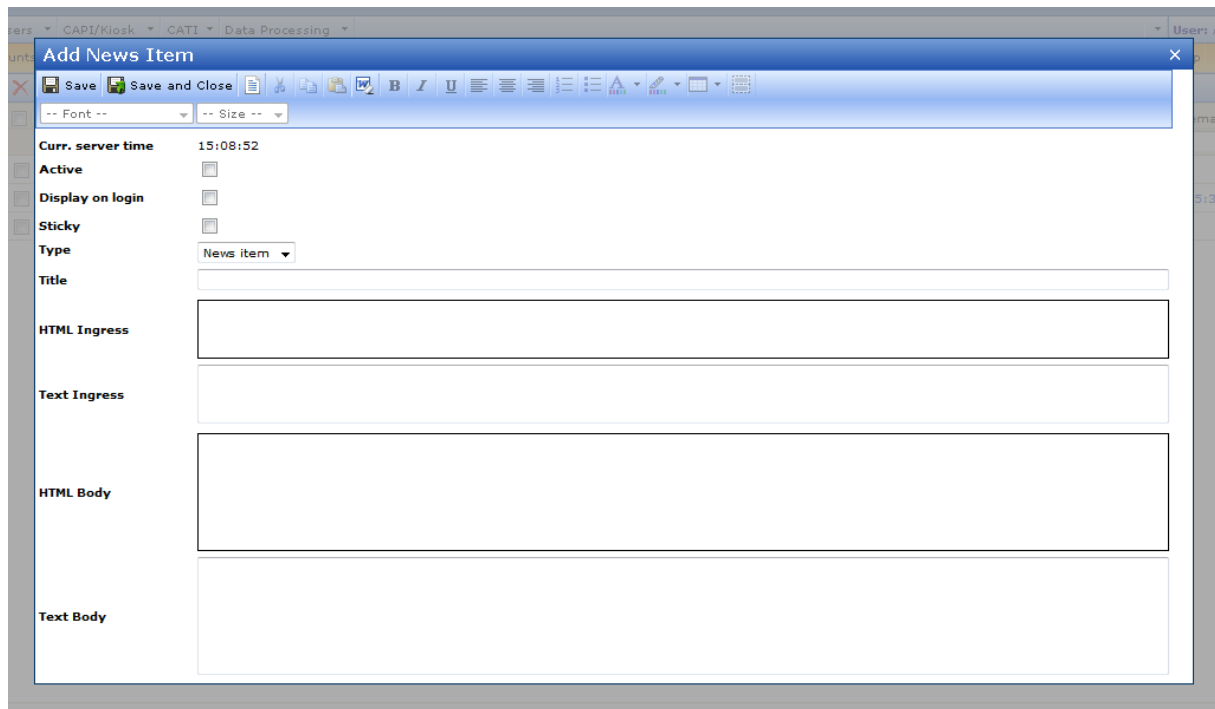 CAPI/Kiosk CATI Data Processing User:
Add News Item
Save Save and Close B I U
-- Font -- -- Size --
Curr. server time 15:08:52
Active
Display on login
Sticky
Type News item
Title
HTML Ingress
Text Ingress
HTML Body
Text Body